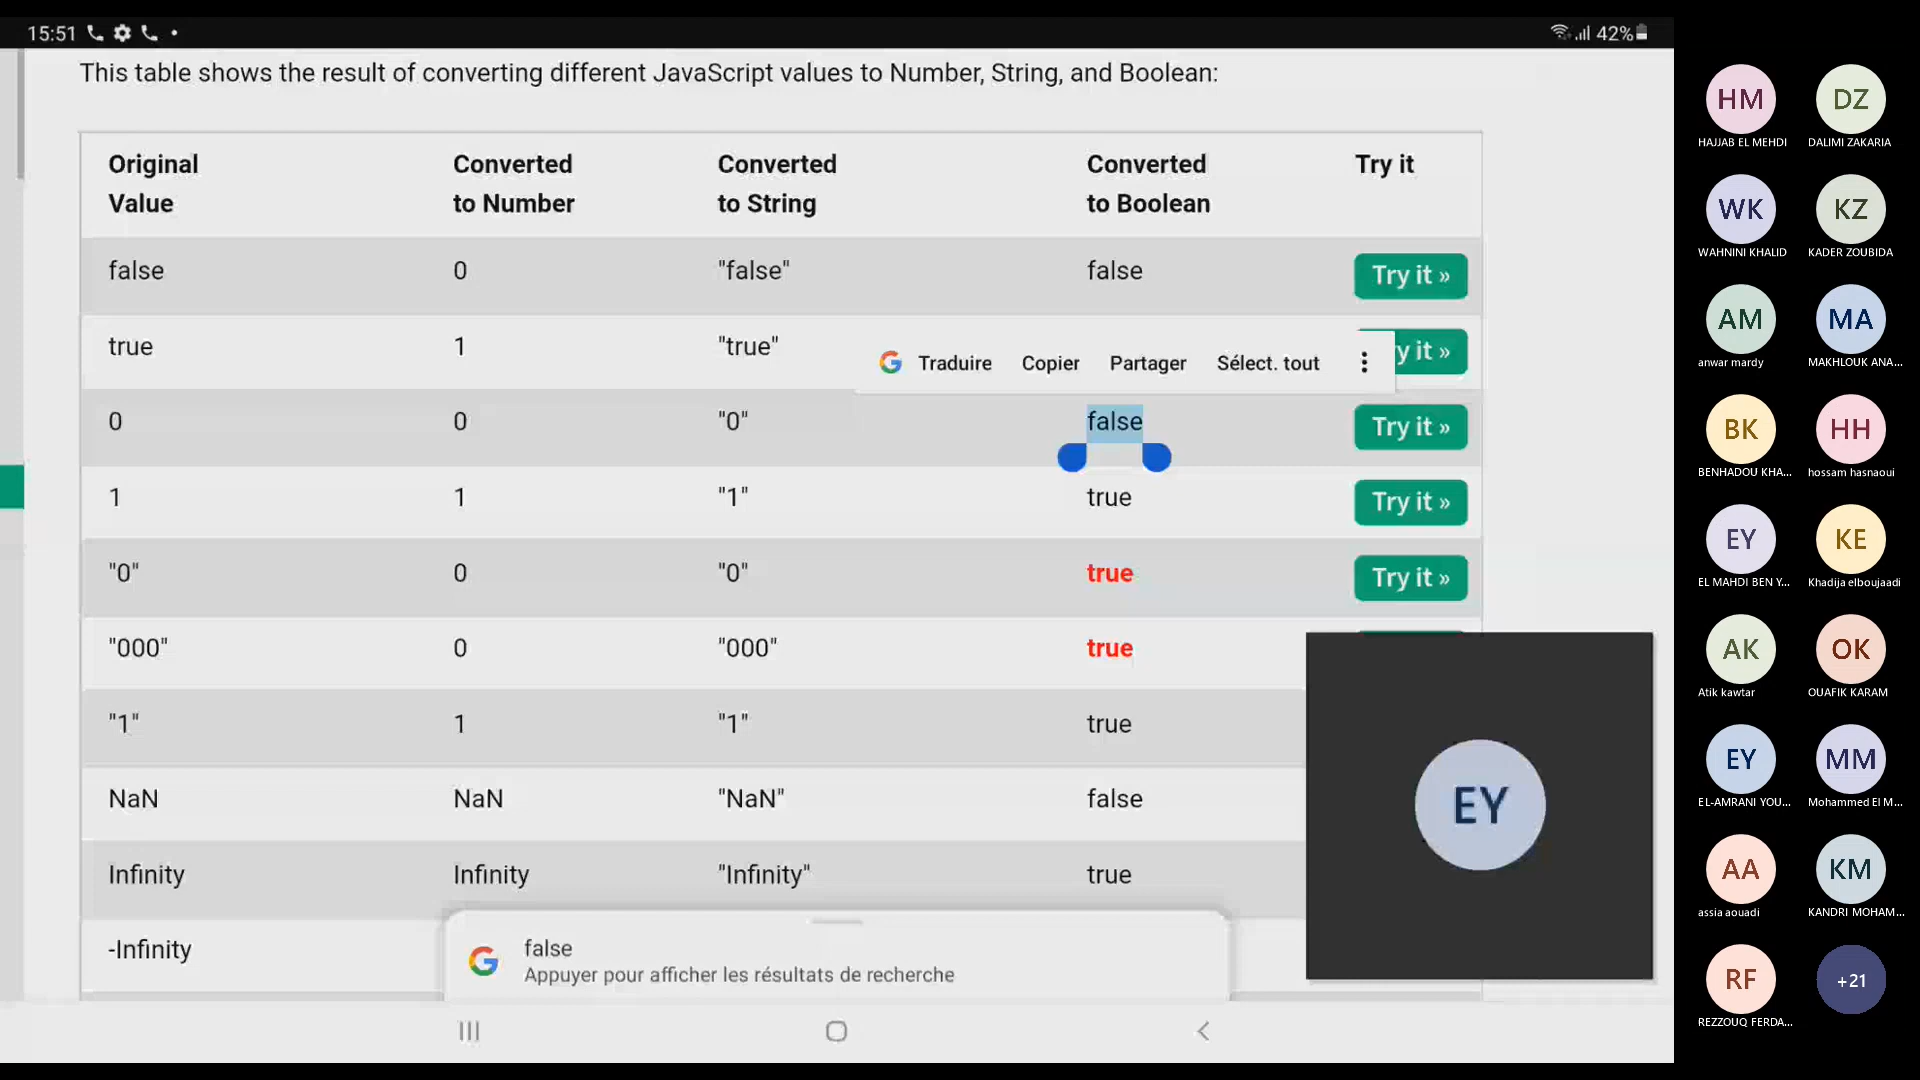 15:51
42%
This table shows the result of converting different JavaScript values to Number, String, and Boolean:
Original Value Converted to Number Converted to String Converted to Boolean Try it
false 0 "false" false Try it »
true 1 "true" y it »
Traduire Copier Partager Sélect. tout
0 0 "0" false Try it »
1 1 "1" true Try it »
"0" 0 "0" true Try it »
"000" 0 "000" true
"1" 1 "1" true
NaN NaN "NaN" false
Infinity Infinity "Infinity" true
-Infinity
false
Appuyer pour afficher les résultats de recherche
EY
HM DZ
HAJJAB EL MEHDI DALIMI ZAKARIA
WK KZ
WAHNINI KHALID KADER ZOUBIDA
AM MA
anwar mardy MAKHLOUK ANA...
BK HH
BENHADOU KHA... hossam hasnaoui
EY KE
EL MAHDI BEN Y... Khadija elboujaadi
AK OK
Atik kawtar OUAFIK KARAM
EY MM
EL-AMRANI YOU... Mohammed El M...
AA KM
assia aouadi KANDRI MOHAM...
RF +21
REZZOUQ FERDA...